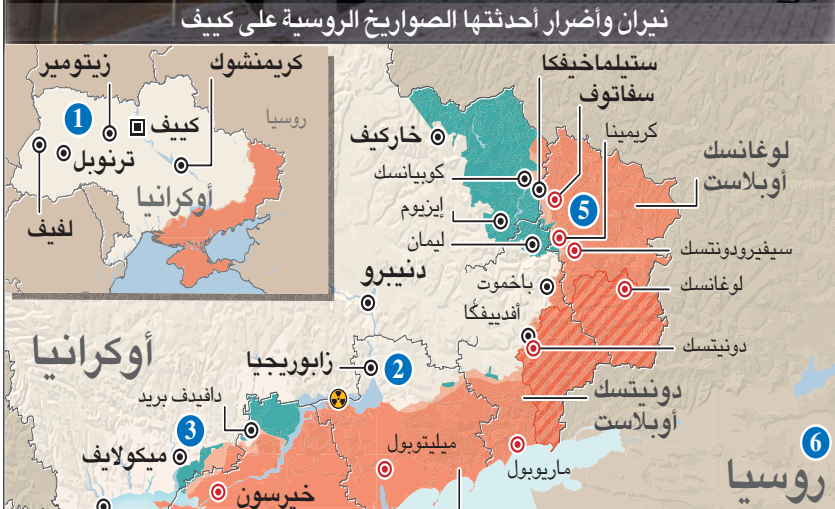 نيران وأضرار أحدثتها الصواريخ الروسية على كييف
زيتومير
كريمنشوك
1
كييف
روسيا
ترنوبل
لفيف
أوكرانيا
ستيلماخيفكا
سفاتوف
كريمينا
خاركيف
كوبيانسك
إيزيوم
ليمان
5
لوغانسك
أوبلاست
سيفيرودونتسك
دنيبرو
باخموت
لوغانسك
أفدييفكا
أوكرانيا
زابوريجيا
2
دونيتسك
دونيتسك
أوبلاست
دافيدف بريد
3
ميكولايف
ميليتوبول
ماريوبول
خيرسون
6
روسيا